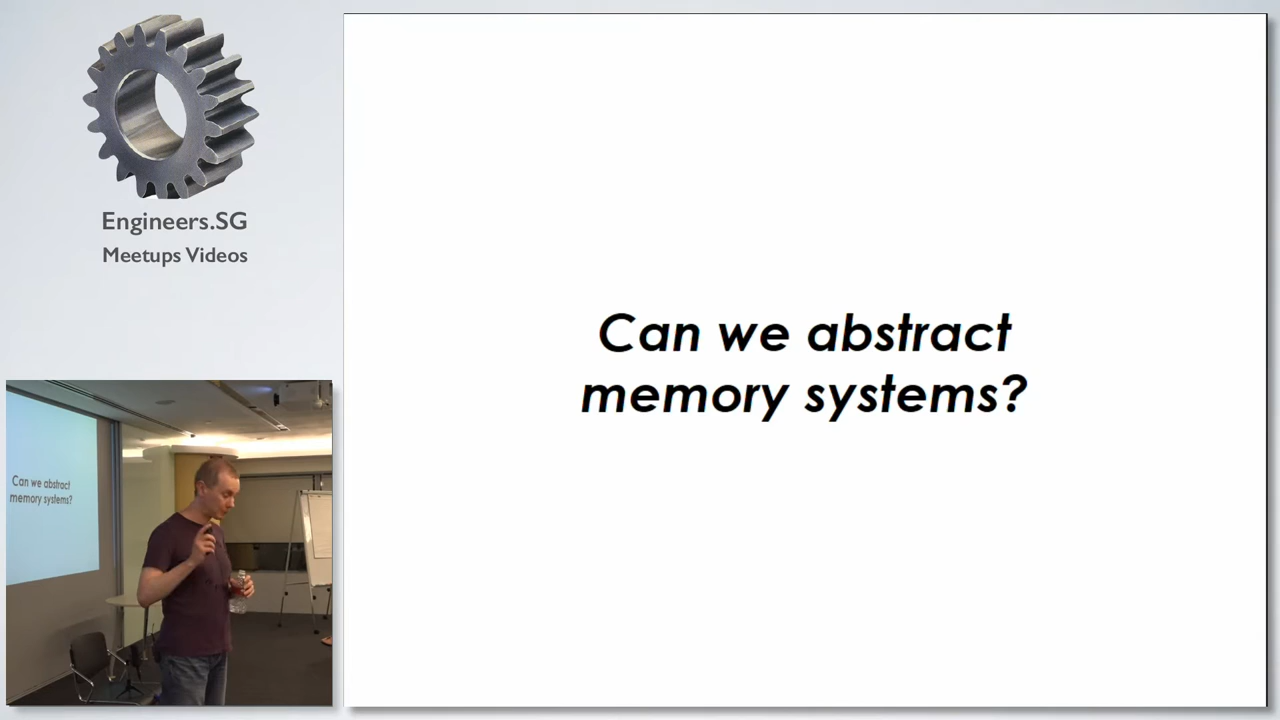 Engineers.SG
Meetups Videos
Can we abstract
memory systems?
Can we abstract
memory systems?